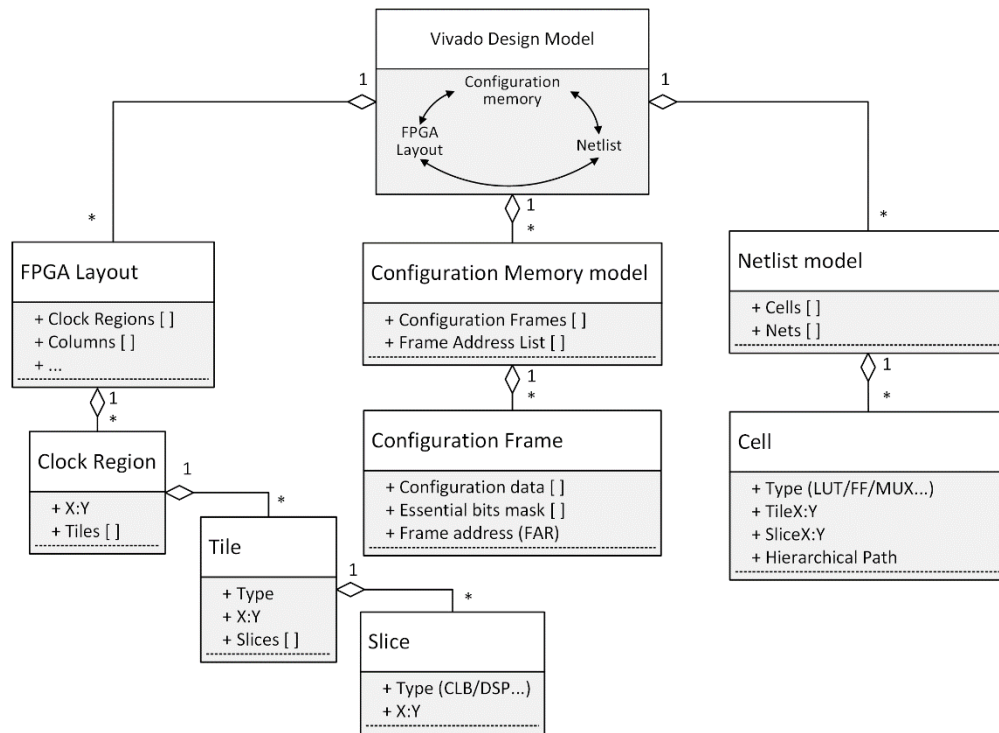 Vivado Design Model
Configuration
memory
FPGA
Layout
Netlist
1
1
1
*
*
*
FPGA Layout
+ Clock Regions [ ]
+ Columns [ ]
+ ...
Configuration Memory model
+ Configuration Frames [ ]
+ Frame Address List [ ]
Netlist model
+ Cells [ ]
+ Nets [ ]
1
*
1
*
1
*
Clock Region
+ X:Y
+ Tiles [ ]
Configuration Frame
+ Configuration data [ ]
+ Essential bits mask [ ]
+ Frame address (FAR)
Cell
+ Type (LUT/FF/MUX...)
+ TileX:Y
+ SliceX:Y
+ Hierarchical Path
1
*
Tile
+ Type
+ X:Y
+ Slices [ ]
1
*
Slice
+ Type (CLB/DSP...)
+ X:Y